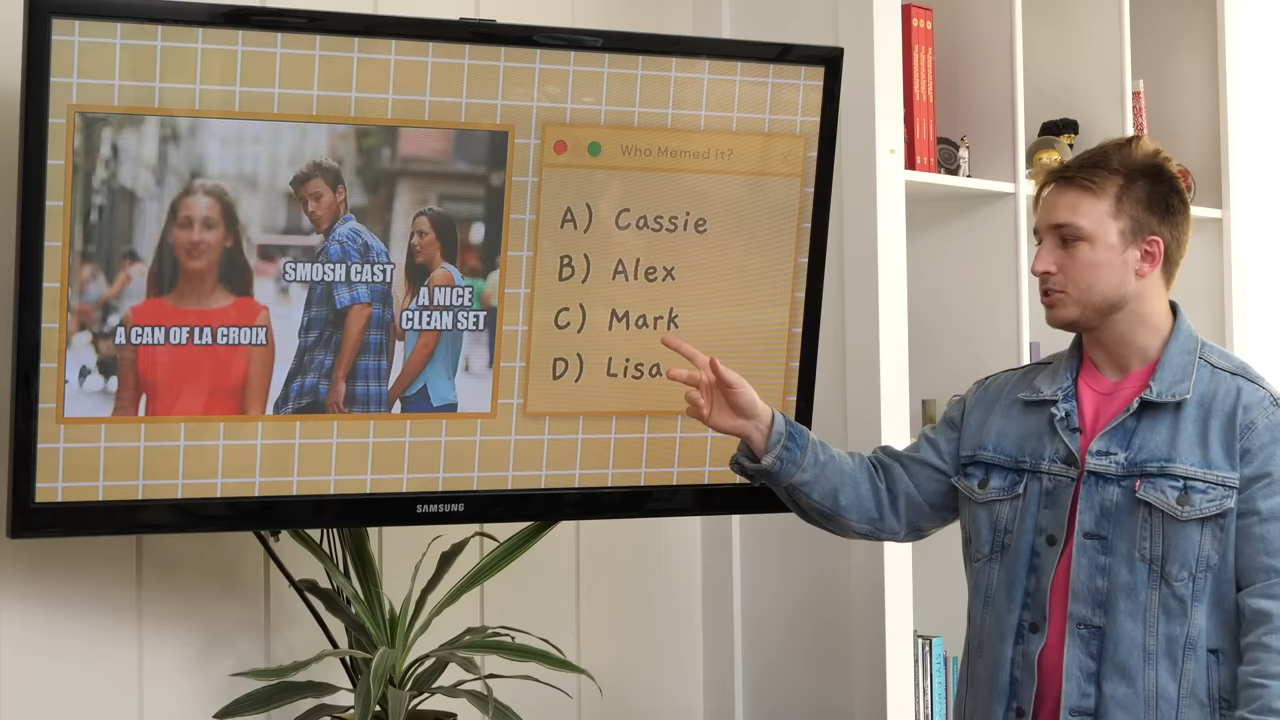 A CAN OF LA CROIX
SMOSH CAST
A NICE
CLEAN SET
Who Memed It?
A) Cassie
B) Alex
C) Mark
D) Lisa
SAMSUNG